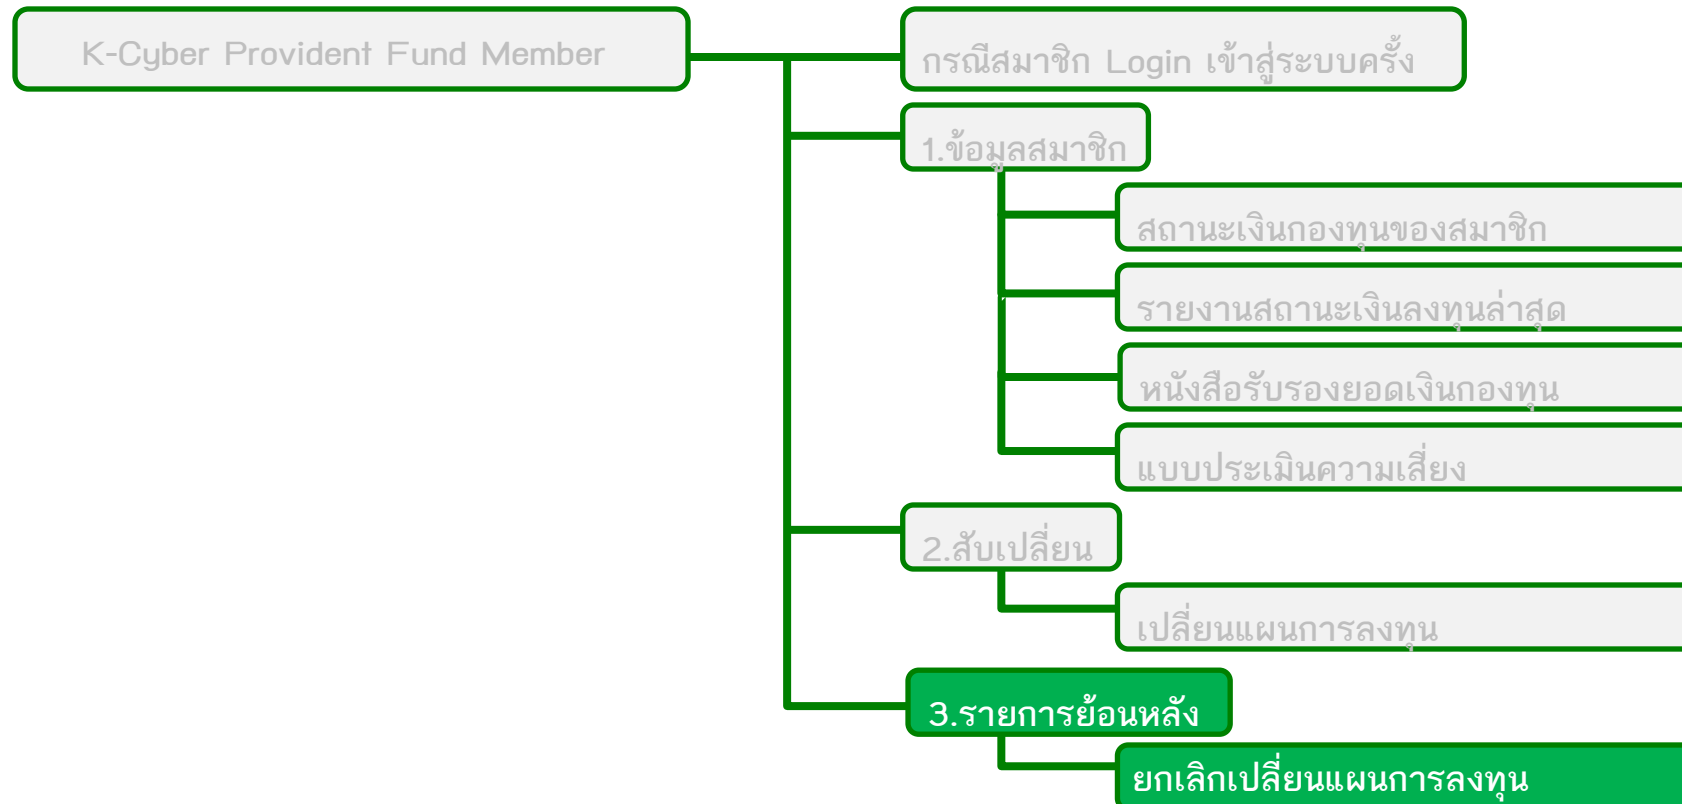 K-Cyber Provident Fund Member
กรณีสมาชิก Login เข้าสู่ระบบครั้ง
1.ข้อมูลสมาชิก
สถานะเงินกองทุนของสมาชิก
รายงานสถานะเงินลงทุนล่าสุด
หนังสือรับรองยอดเงินกองทุน
แบบประเมินความเสี่ยง
2.สับเปลี่ยน
เปลี่ยนแผนการลงทุน
3.รายการย้อนหลัง
ยกเลิกเปลี่ยนแผนการลงทุน